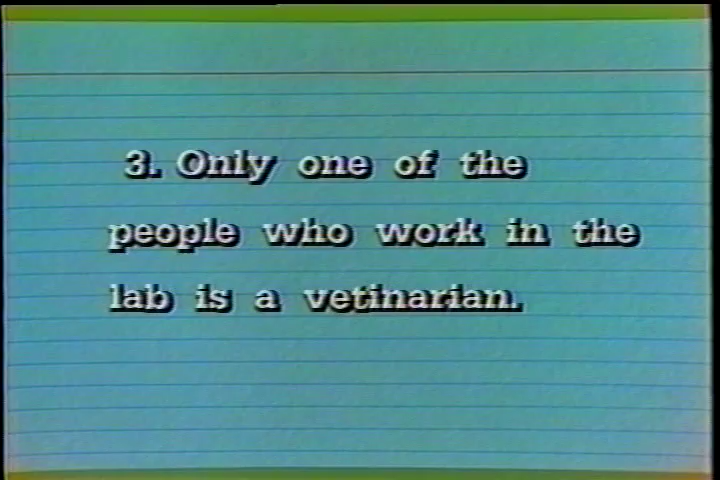 3. Only one of the
people who work in the
lab is a vetinarian.